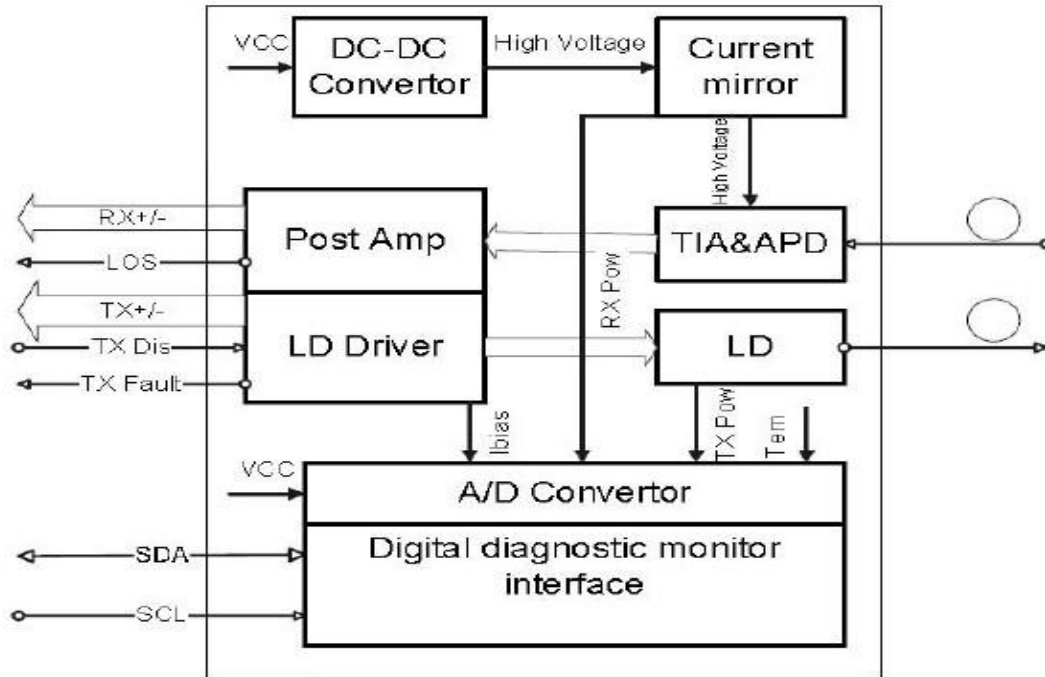 VCC
DC-DC
Convertor
High Voltage
Current
mirror
High Voltage
RX+/-
Post Amp
TIA&APD
LOS
RX Pow
TX+/-
LD Driver
LD
TX Dis
TX Fault
Ibias
TX Pow
Tem
VCC
A/D Convertor
SDA
Digital diagnostic monitor
interface
SCL